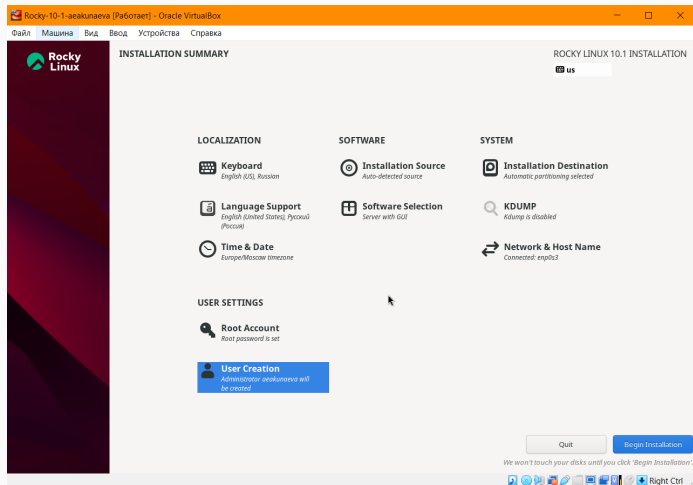 Rocky-10-1-aeakunaeva [Работает] - Oracle VirtualBox
Файл Машина Вид Ввод Устройства Справка
Rocky
Linux
INSTALLATION SUMMARY
ROCKY LINUX 10.1 INSTALLATION
us
LOCALIZATION
SOFTWARE
SYSTEM
Keyboard
English (US), Russian
Installation Source
Auto-detected source
Installation Destination
Automatic partitioning selected
Language Support
English (United States), Русский
(Россия)
Software Selection
Server with GUI
KDUMP
Kdump is disabled
Time & Date
Europe/Moscow timezone
Network & Host Name
Connected: enp0s3
USER SETTINGS
Root Account
Root password is set
User Creation
Administrator aeakunaeva will
be created
Quit
Begin Installation
We won't touch your disks until you click 'Begin Installation'.
Right Ctrl